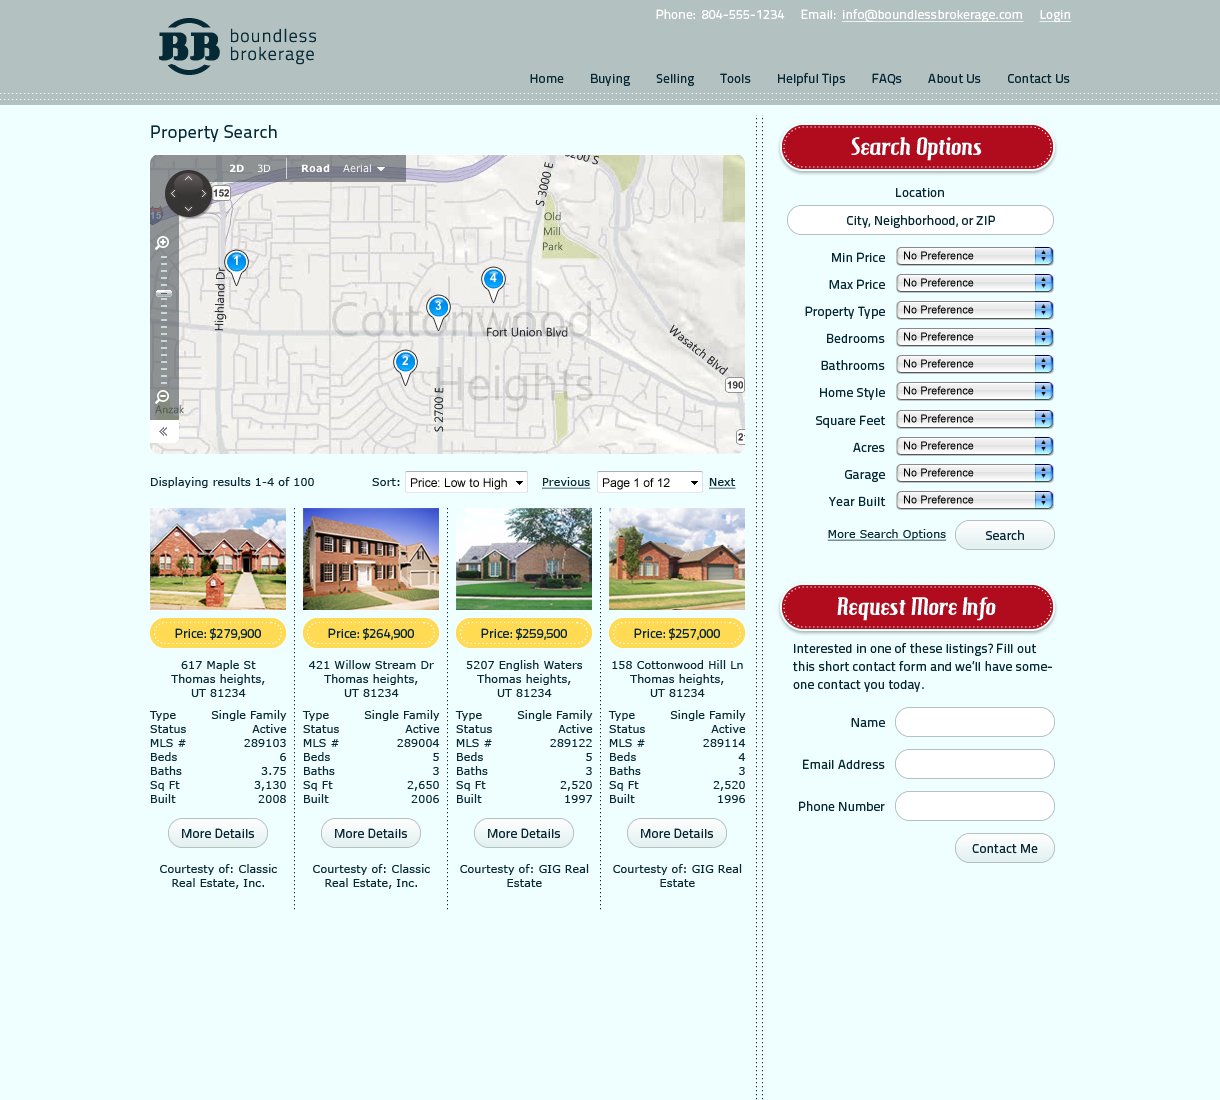 Phone: 804-555-1234 Email: info@boundlessbrokerage.com Login
BB boundless
brokerage
Home Buying Selling Tools Helpful Tips FAQs About Us Contact Us
Property Search
2D 3D Road Aerial
152
15
S 3000 E
Old
Mill
Park
1
4
3
2
Highland Dr
Cottonwood
Heights
Fort Union Blvd
Wasatch Blvd
190
S 2700 E
Anzak
Displaying results 1-4 of 100 Sort: Price: Low to High Previous Page 1 of 12 Next
Price: $279,900
617 Maple St
Thomas heights,
UT 81234
Type Single Family
Status Active
MLS # 289103
Beds 6
Baths 3.75
Sq Ft 3,130
Built 2008
More Details
Courtesty of: Classic
Real Estate, Inc.
Price: $264,900
421 Willow Stream Dr
Thomas heights,
UT 81234
Type Single Family
Status Active
MLS # 289004
Beds 5
Baths 3
Sq Ft 2,650
Built 2006
More Details
Courtesty of: Classic
Real Estate, Inc.
Price: $259,500
5207 English Waters
Thomas heights,
UT 81234
Type Single Family
Status Active
MLS # 289122
Beds 5
Baths 3
Sq Ft 2,520
Built 1997
More Details
Courtesty of: GIG Real
Estate
Price: $257,000
158 Cottonwood Hill Ln
Thomas heights,
UT 81234
Type Single Family
Status Active
MLS # 289114
Beds 4
Baths 3
Sq Ft 2,520
Built 1996
More Details
Courtesty of: GIG Real
Estate
Search Options
Location
City, Neighborhood, or ZIP
Min Price No Preference
Max Price No Preference
Property Type No Preference
Bedrooms No Preference
Bathrooms No Preference
Home Style No Preference
Square Feet No Preference
Acres No Preference
Garage No Preference
Year Built No Preference
More Search Options Search
Request More Info
Interested in one of these listings? Fill out
this short contact form and we'll have some-
one contact you today.
Name
Email Address
Phone Number
Contact Me